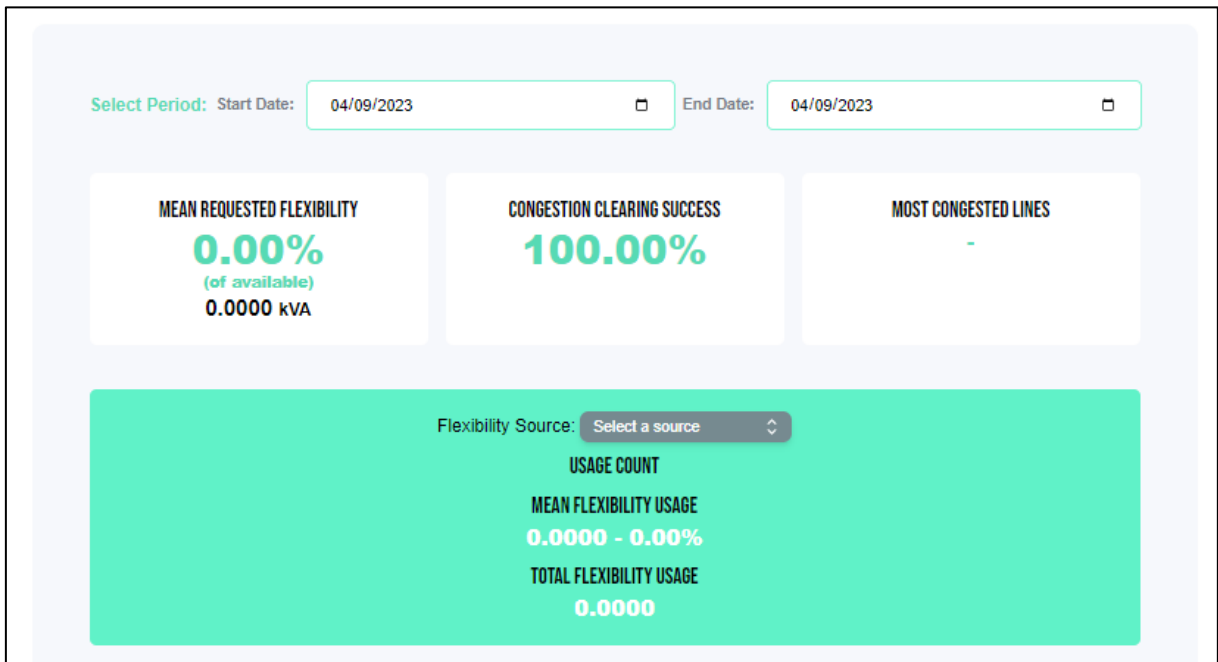 Select Period: Start Date: 04/09/2023 End Date: 04/09/2023
MEAN REQUESTED FLEXIBILITY
0.00%
(of available)
0.0000 kVA
CONGESTION CLEARING SUCCESS
100.00%
MOST CONGESTED LINES
-
Flexibility Source: Select a source
USAGE COUNT
MEAN FLEXIBILITY USAGE
0.0000 - 0.00%
TOTAL FLEXIBILITY USAGE
0.0000